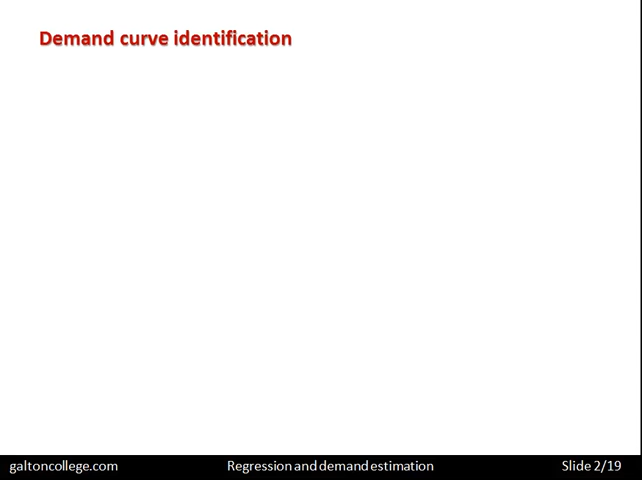 Demand curve identification
galtoncollege.com
Regression and demand estimation
Slide 2/19